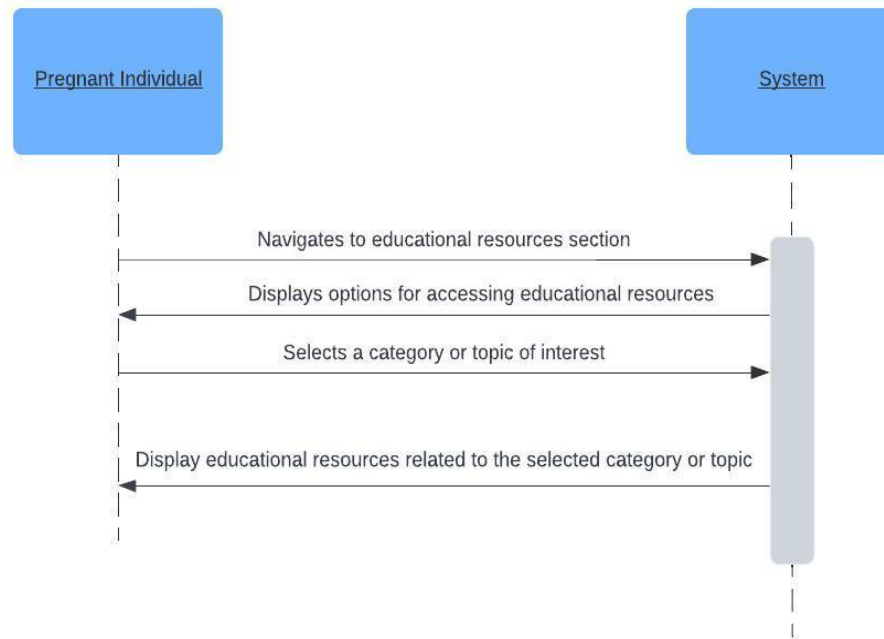 Pregnant Individual
System
Navigates to educational resources section
Displays options for accessing educational resources
Selects a category or topic of interest
Display educational resources related to the selected category or topic